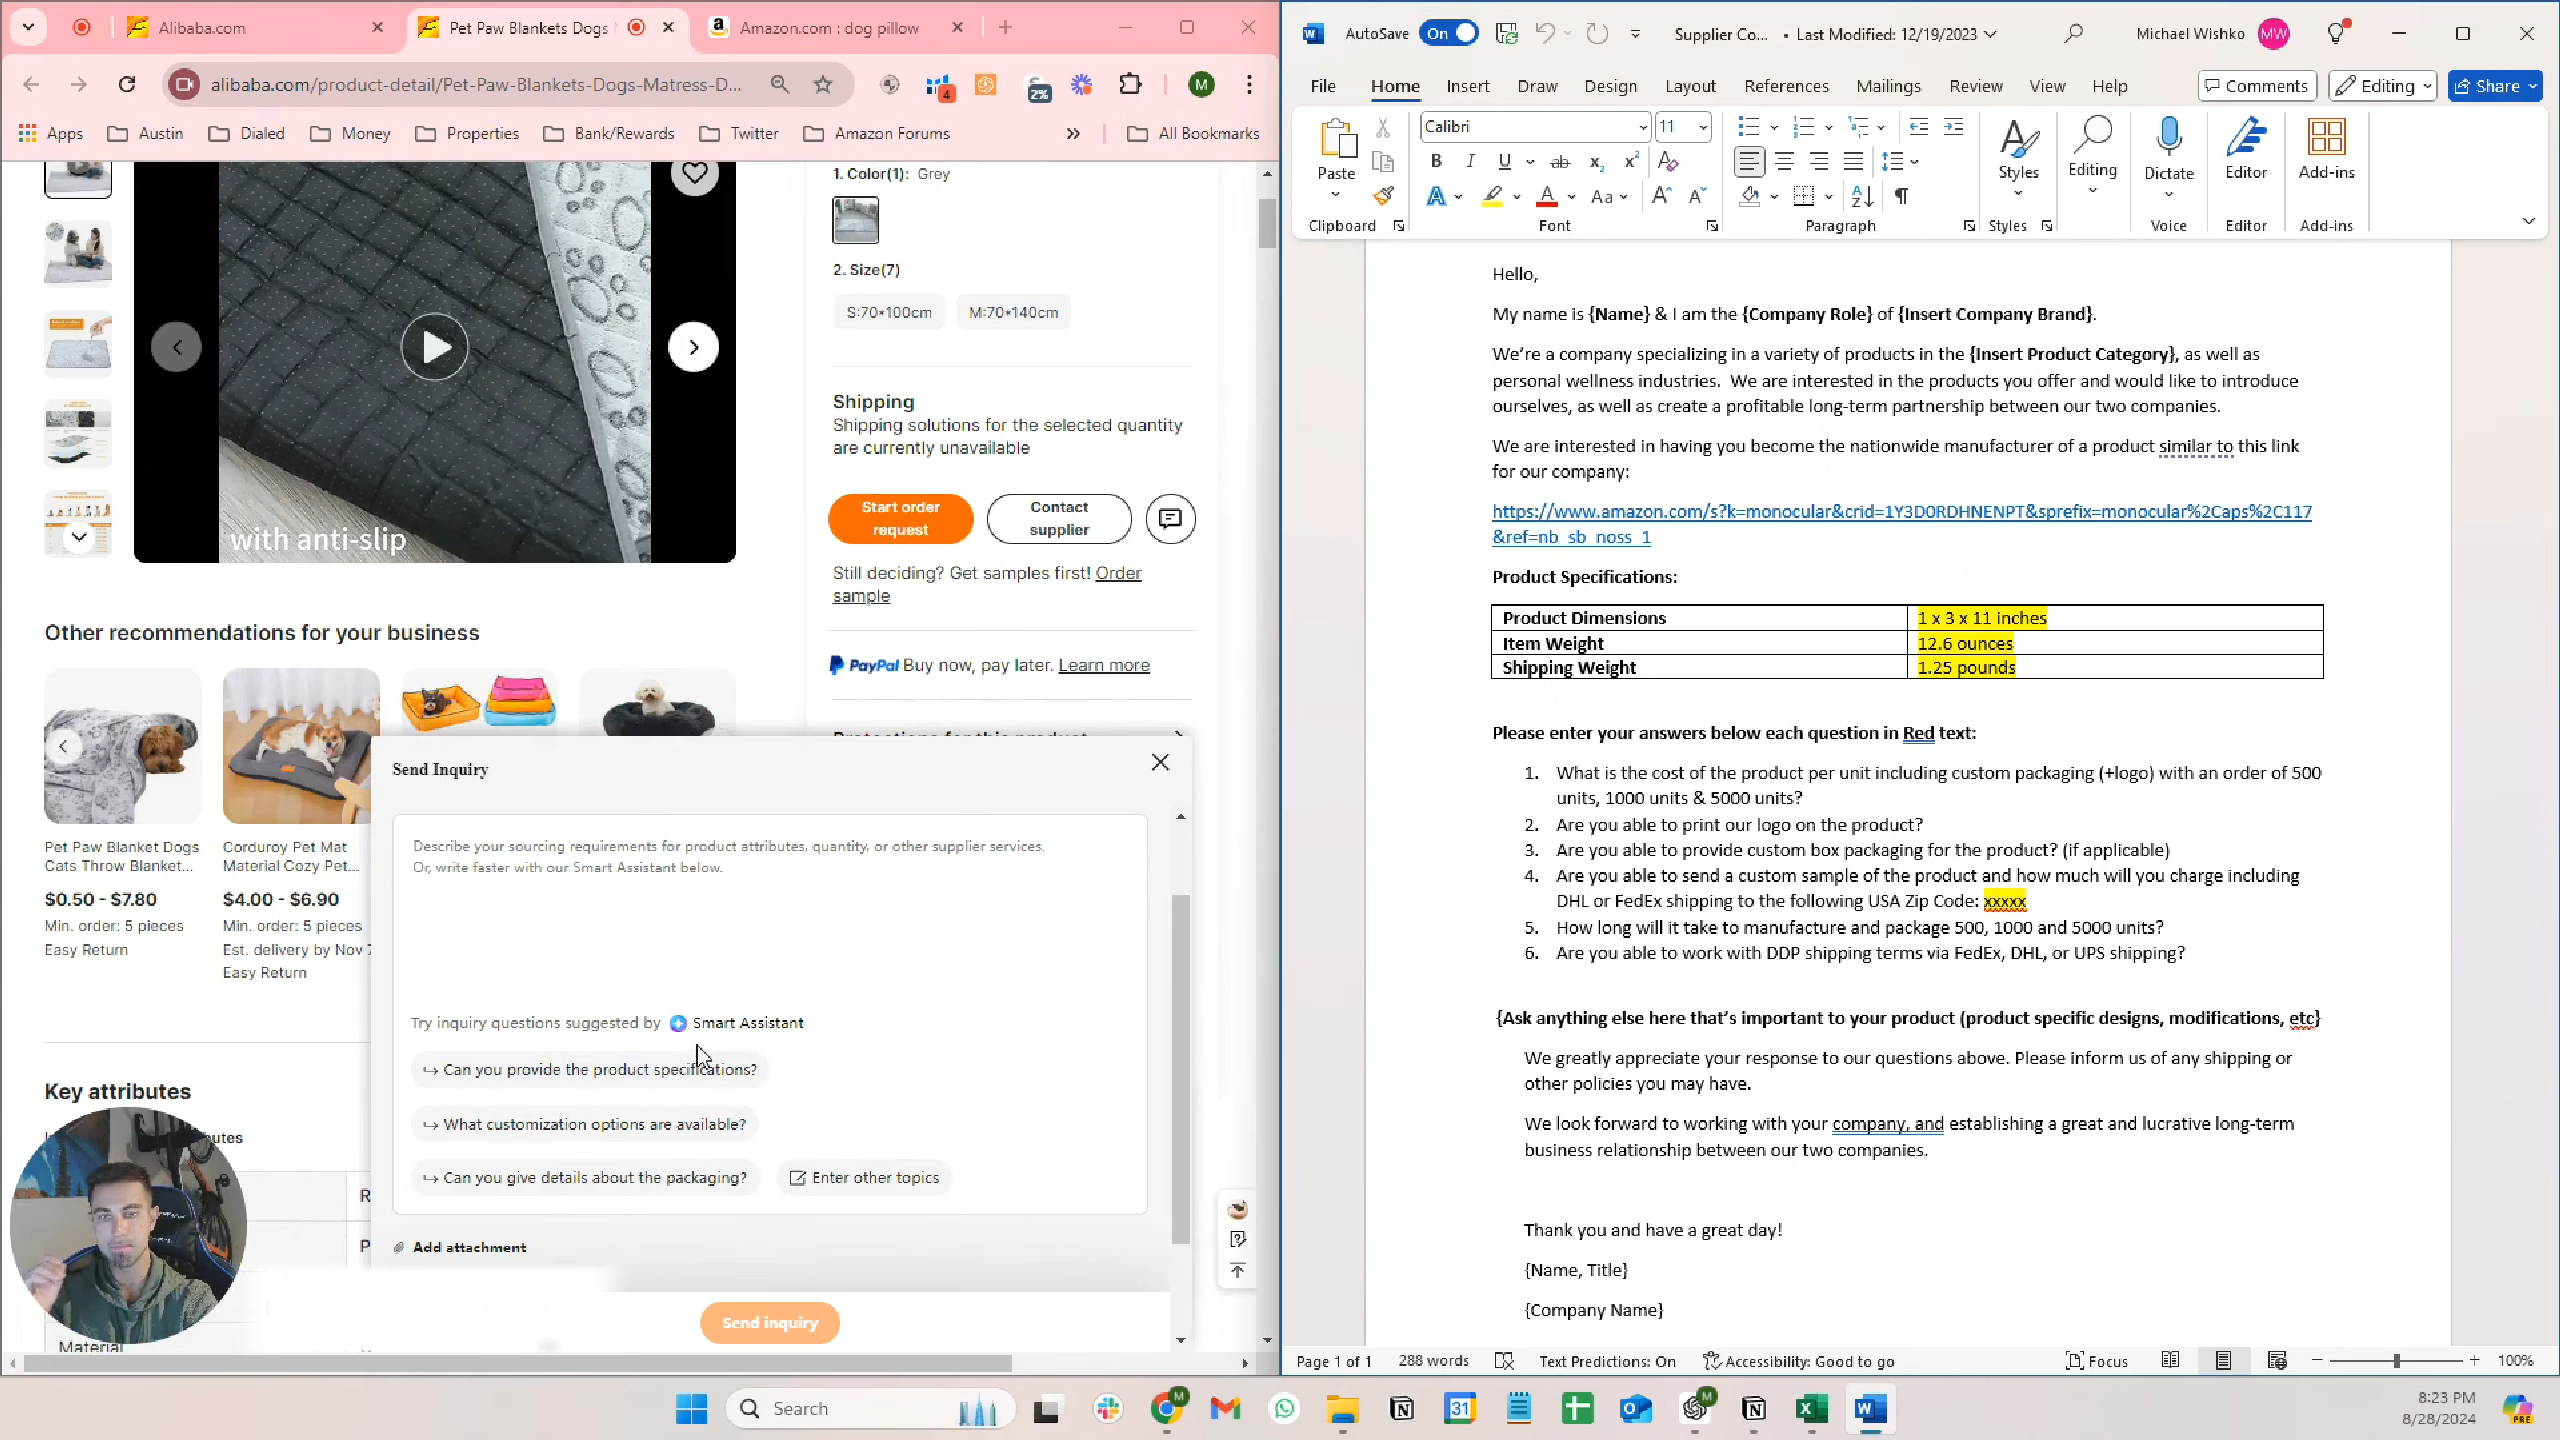 Alibaba.com
Pet Paw Blankets Dogs
Amazon.com : dog pillow
alibaba.com/product-detail/Pet-Paw-Blankets-Dogs-Matress-D...
4
2%
M
Apps
Austin
Dialed
Money
Properties
Bank/Rewards
Twitter
Amazon Forums
All Bookmarks
with anti-slip
1. Color(1): Grey
2. Size(7)
S:70*100cm
M:70*140cm
Shipping
Shipping solutions for the selected quantity
are currently unavailable
Start order
request
Contact
supplier
Still deciding? Get samples first! Order
sample
PayPal Buy now, pay later. Learn more
Other recommendations for your business
Pet Paw Blanket Dogs
Cats Throw Blanket...
$0.50 - $7.80
Min. order: 5 pieces
Easy Return
Corduroy Pet Mat
Material Cozy Pet...
$4.00 - $6.90
Min. order: 5 pieces
Est. delivery by Nov 7
Easy Return
Protections for this product
Key attributes
Material
Send Inquiry
Describe your sourcing requirements for product attributes, quantity, or other supplier services.
Or, write faster with our Smart Assistant below.
Try inquiry questions suggested by Smart Assistant
Can you provide the product specifications?
What customization options are available?
Can you give details about the packaging?
Enter other topics
Add attachment
Send inquiry
AutoSave On
Supplier Co... • Last Modified: 12/19/2023
Michael Wishko
MW
File
Home
Insert
Draw
Design
Layout
References
Mailings
Review
View
Help
Comments
Editing
Share
Calibri
11
Paste
Styles
Editing
Dictate
Editor
Add-ins
Clipboard
Font
Paragraph
Styles
Voice
Editor
Add-ins
Hello,
My name is {Name} & I am the {Company Role} of {Insert Company Brand}.
We’re a company specializing in a variety of products in the {Insert Product Category}, as well as
personal wellness industries. We are interested in the products you offer and would like to introduce
ourselves, as well as create a profitable long-term partnership between our two companies.
We are interested in having you become the nationwide manufacturer of a product similar to this link
for our company:
https://www.amazon.com/s?k=monocular&crid=1Y3D0RDHNENPT&sprefix=monocular%2Caps%2C117
&ref=nb_sb_noss_1
Product Specifications:
Product Dimensions 1 x 3 x 11 inches
Item Weight 12.6 ounces
Shipping Weight 1.25 pounds
Please enter your answers below each question in Red text:
1. What is the cost of the product per unit including custom packaging (+logo) with an order of 500
units, 1000 units & 5000 units?
2. Are you able to print our logo on the product?
3. Are you able to provide custom box packaging for the product? (if applicable)
4. Are you able to send a custom sample of the product and how much will you charge including
DHL or FedEx shipping to the following USA Zip Code: xxxxx
5. How long will it take to manufacture and package 500, 1000 and 5000 units?
6. Are you able to work with DDP shipping terms via FedEx, DHL, or UPS shipping?
{Ask anything else here that’s important to your product (product specific designs, modifications, etc}
We greatly appreciate your response to our questions above. Please inform us of any shipping or
other policies you may have.
We look forward to working with your company, and establishing a great and lucrative long-term
business relationship between our two companies.
Thank you and have a great day!
{Name, Title}
{Company Name}
Page 1 of 1
288 words
Text Predictions: On
Accessibility: Good to go
Focus
100%
Search
31
8:23 PM
8/28/2024